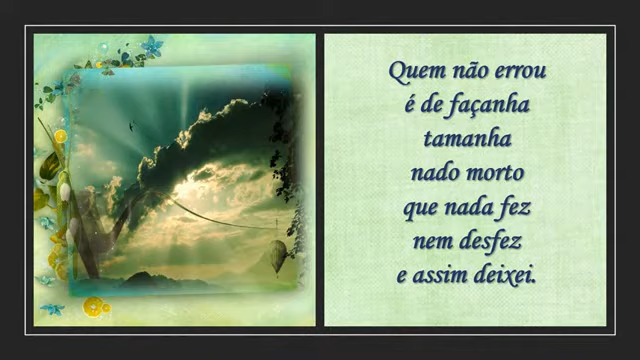 Quem não errou
é de façanha
tamanha
nado morto
que nada fez
nem desfez
e assim deixei.